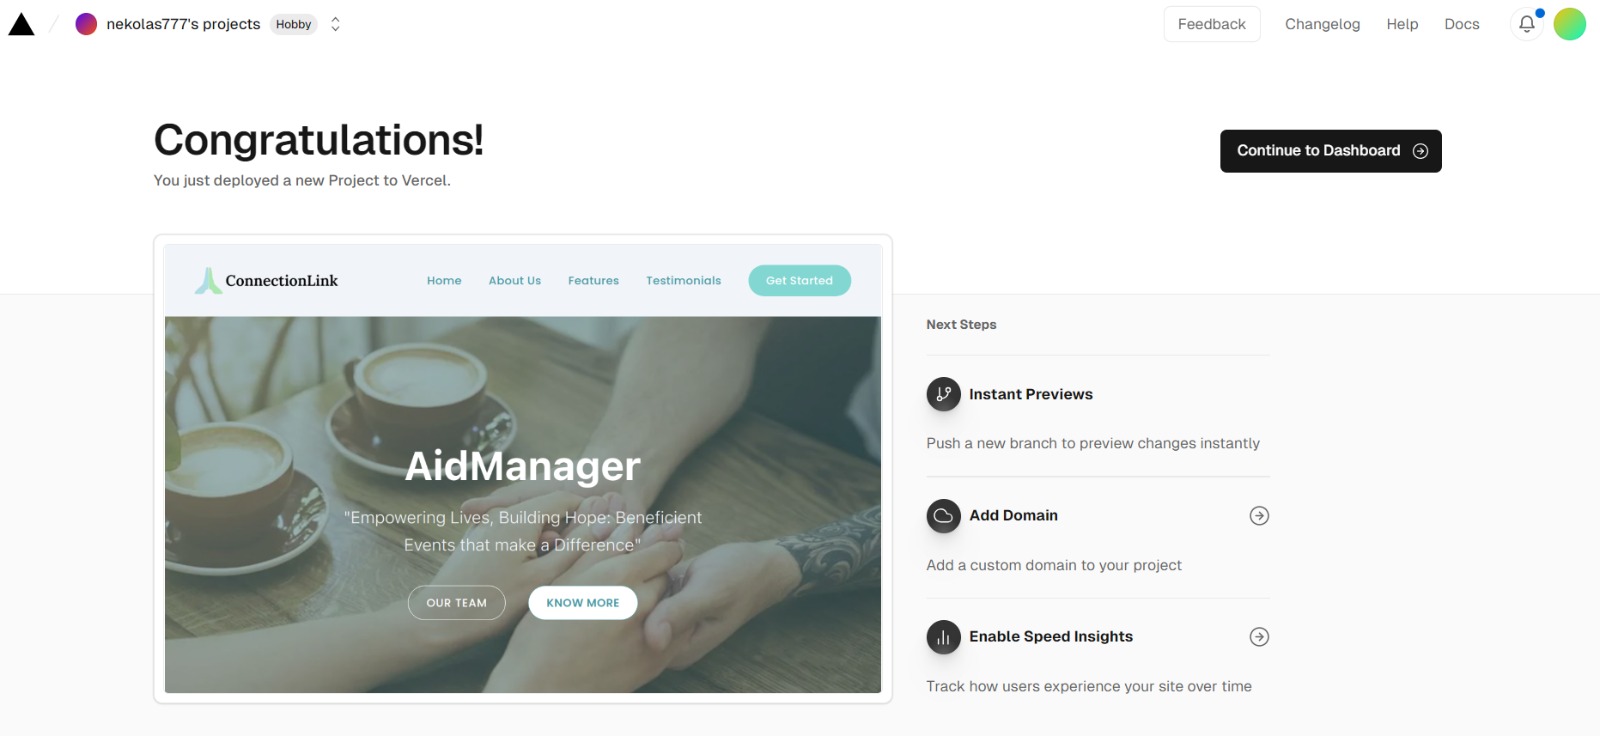 nekolas777's projects Hobby
Feedback Changelog Help Docs
Congratulations!
You just deployed a new Project to Vercel.
Continue to Dashboard
ConnectionLink Home About Us Features Testimonials Get Started
AidManager
"Empowering Lives, Building Hope: Beneficient
Events that make a Difference"
OUR TEAM KNOW MORE
Next Steps
Instant Previews
Push a new branch to preview changes instantly
Add Domain
Add a custom domain to your project
Enable Speed Insights
Track how users experience your site over time